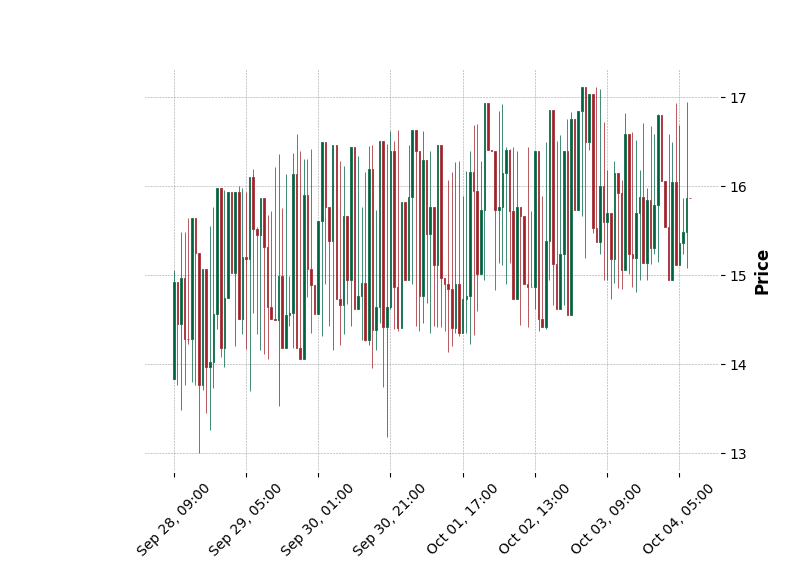 17
16
15
14
13
Price
Sep 28, 09:00
Sep 29, 05:00
Sep 30, 01:00
Sep 30, 21:00
Oct 01, 17:00
Oct 02, 13:00
Oct 03, 09:00
Oct 04, 05:00